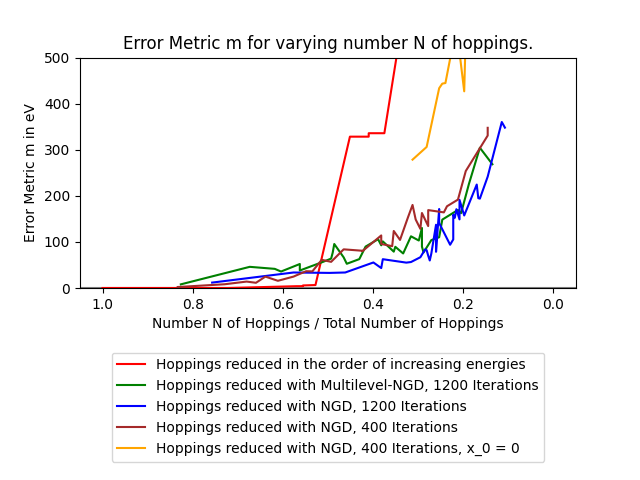 Error Metric m for varying number N of hoppings.
500
400
300
200
100
0
Error Metric m in eV
1.0 0.8 0.6 0.4 0.2 0.0
Number N of Hoppings / Total Number of Hoppings
Hoppings reduced in the order of increasing energies
Hoppings reduced with Multilevel-NGD, 1200 Iterations
Hoppings reduced with NGD, 1200 Iterations
Hoppings reduced with NGD, 400 Iterations
Hoppings reduced with NGD, 400 Iterations, x_0 = 0